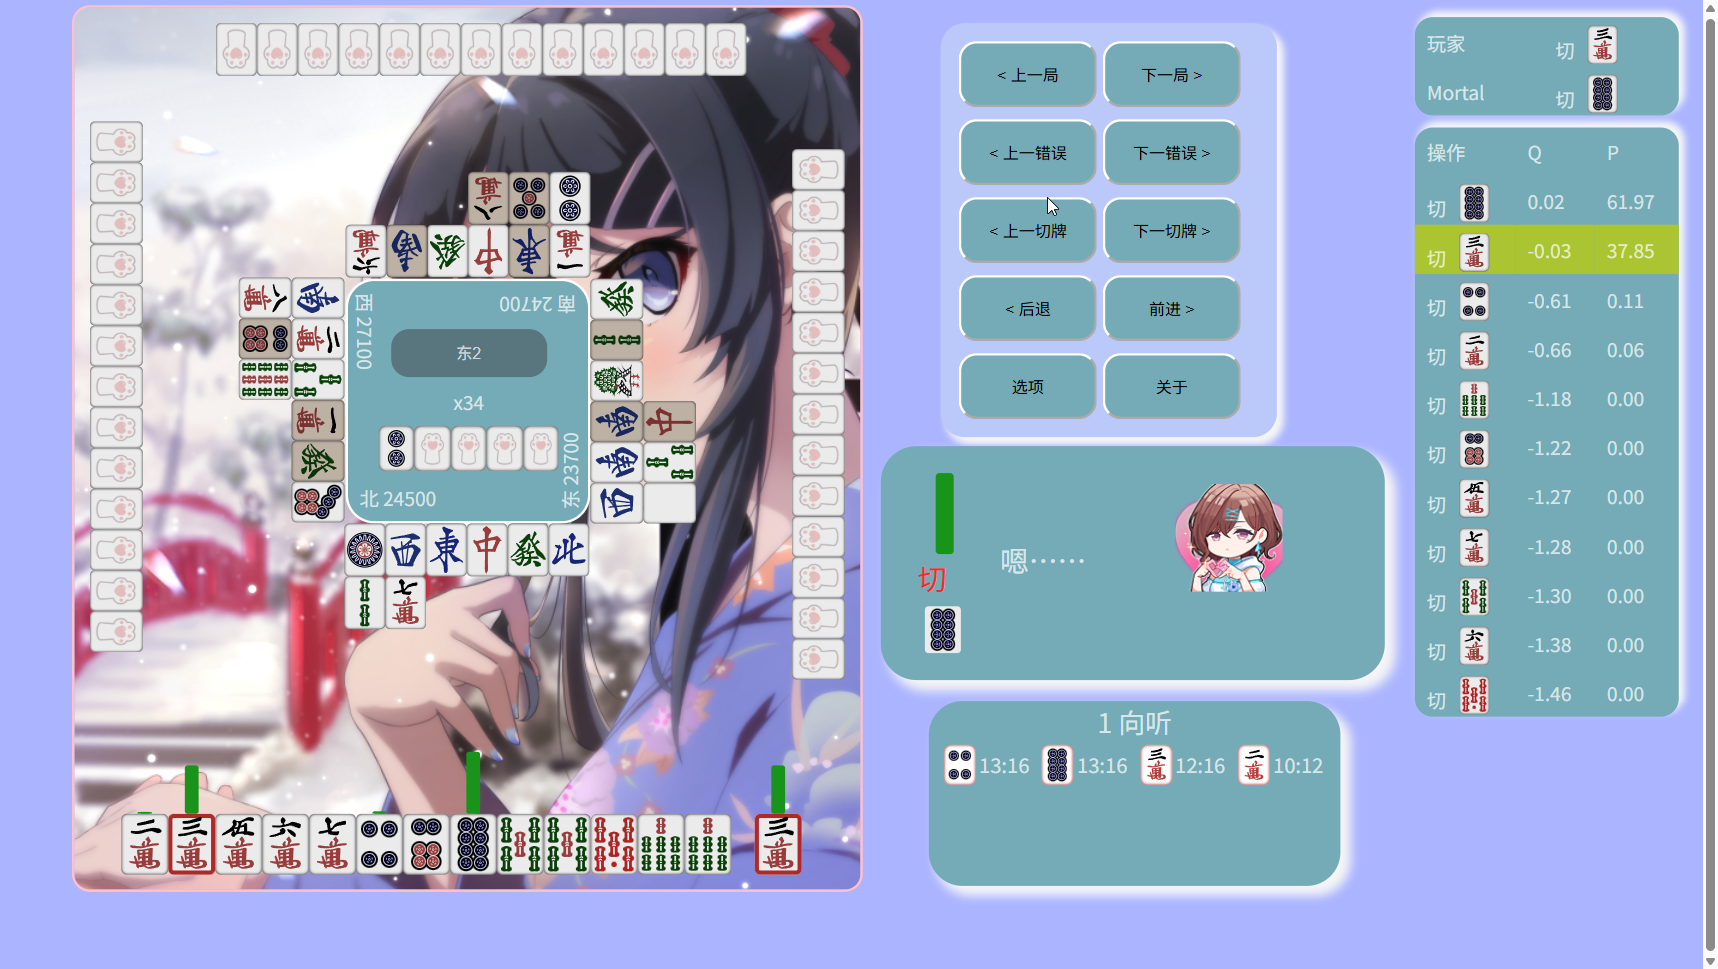 西 27100
南 24700
东2
x34
东 23700
北 24500
< 上一局
下一局 >
< 上一错误
下一错误 >
< 上一切牌
下一切牌 >
< 后退
前进 >
选项
关于
切
嗯……
1 向听
13:16
13:16
12:16
10:12
玩家 切
Mortal 切
操作 Q P
切 0.02 61.97
切 -0.03 37.85
切 -0.61 0.11
切 -0.66 0.06
切 -1.18 0.00
切 -1.22 0.00
切 -1.27 0.00
切 -1.28 0.00
切 -1.30 0.00
切 -1.38 0.00
切 -1.46 0.00